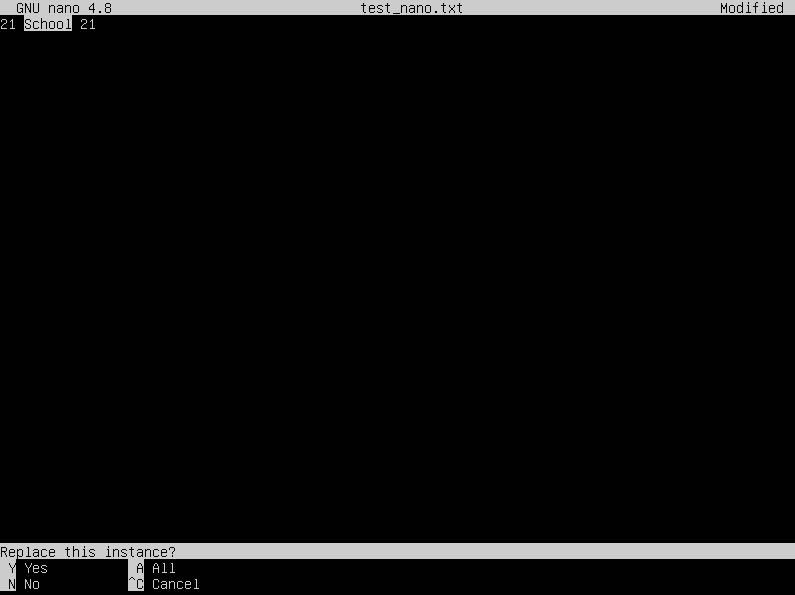 GNU nano 4.8 test_nano.txt Modified
21 School 21
Replace this instance?
Y Yes A All
N No ^C Cancel